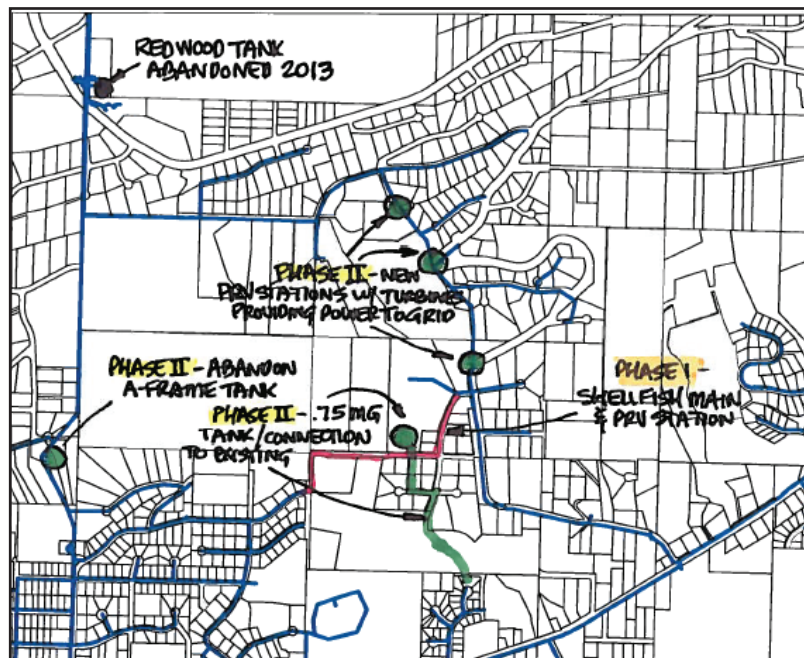 REDWOOD TANK
ABANDONED 2013
PHASE II - NEW
PRV STATIONS W/ TURBINES
PROVIDING POWER TO GRID
PHASE II - ABANDON
A-FRAME TANK
PHASE I -
SHELLFISH MAIN
& PRV STATION
PHASE II - .75 MG
TANK/CONNECTION
TO EXISTING